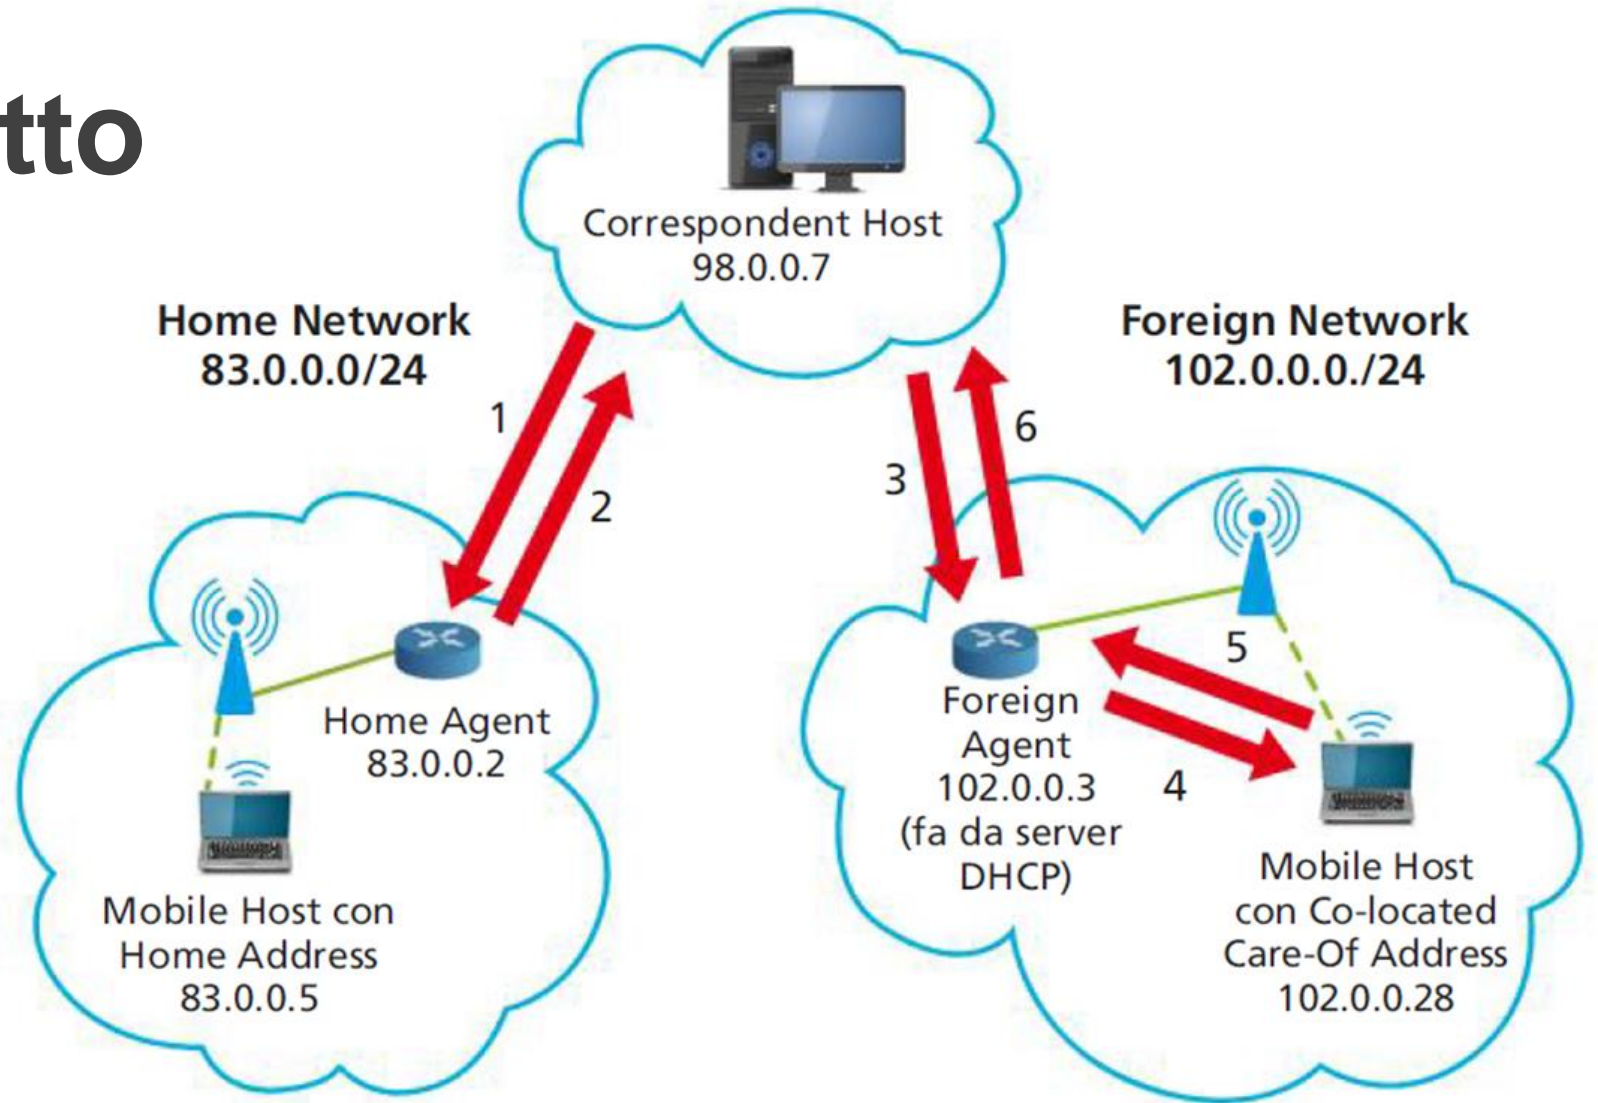 tto
Correspondent Host
98.0.0.7
Home Network
83.0.0.0/24
Foreign Network
102.0.0.0./24
1
2
3
6
5
4
Home Agent
83.0.0.2
Mobile Host con
Home Address
83.0.0.5
Foreign
Agent
102.0.0.3
(fa da server
DHCP)
Mobile Host
con Co-located
Care-Of Address
102.0.0.28